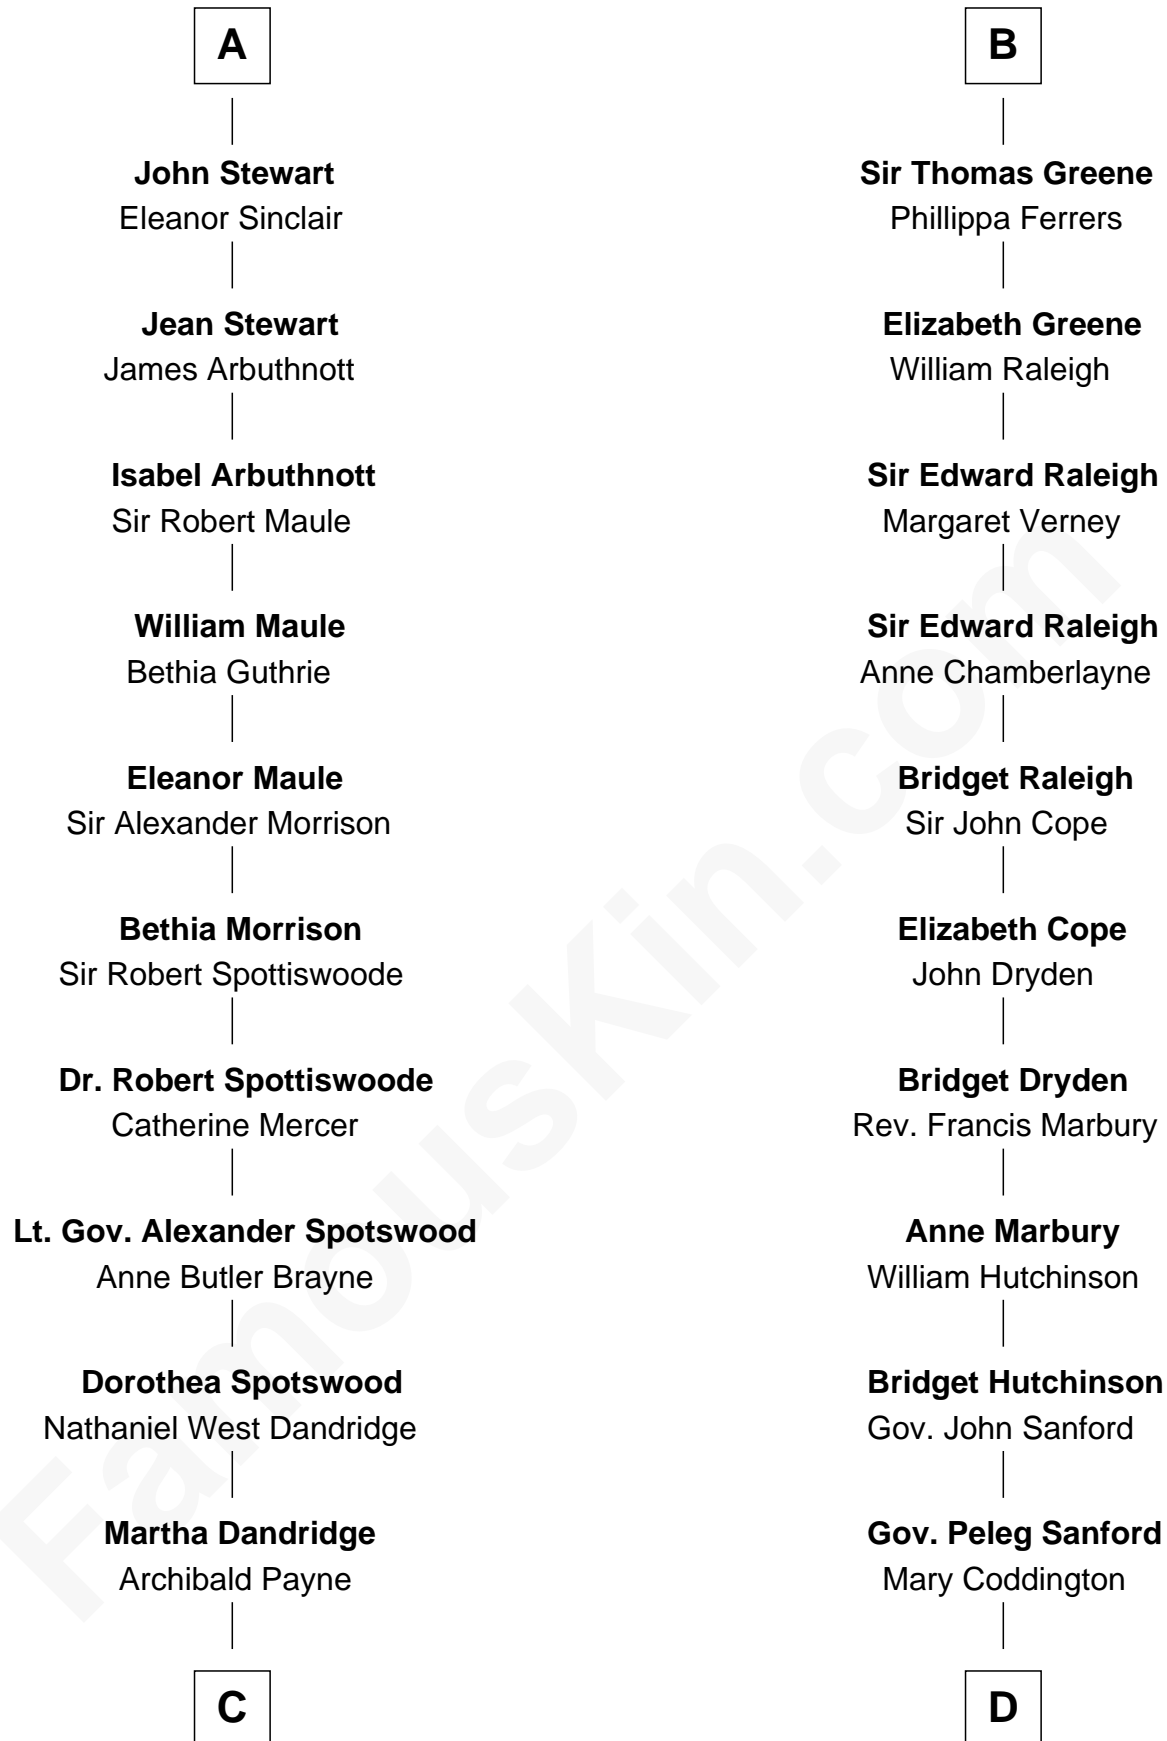 A
John Stewart
Eleanor Sinclair
Jean Stewart
James Arbuthnott
Isabel Arbuthnott
Sir Robert Maule
William Maule
Bethia Guthrie
Eleanor Maule
Sir Alexander Morrison
Bethia Morrison
Sir Robert Spottiswoode
Dr. Robert Spottiswoode
Catherine Mercer
Lt. Gov. Alexander Spotswood
Anne Butler Brayne
Dorothea Spotswood
Nathaniel West Dandridge
Martha Dandridge
Archibald Payne
C
B
Sir Thomas Greene
Phillippa Ferrers
Elizabeth Greene
William Raleigh
Sir Edward Raleigh
Margaret Verney
Sir Edward Raleigh
Anne Chamberlayne
Bridget Raleigh
Sir John Cope
Elizabeth Cope
John Dryden
Bridget Dryden
Rev. Francis Marbury
Anne Marbury
William Hutchinson
Bridget Hutchinson
Gov. John Sanford
Gov. Peleg Sanford
Mary Coddington
D
FamousKin.com